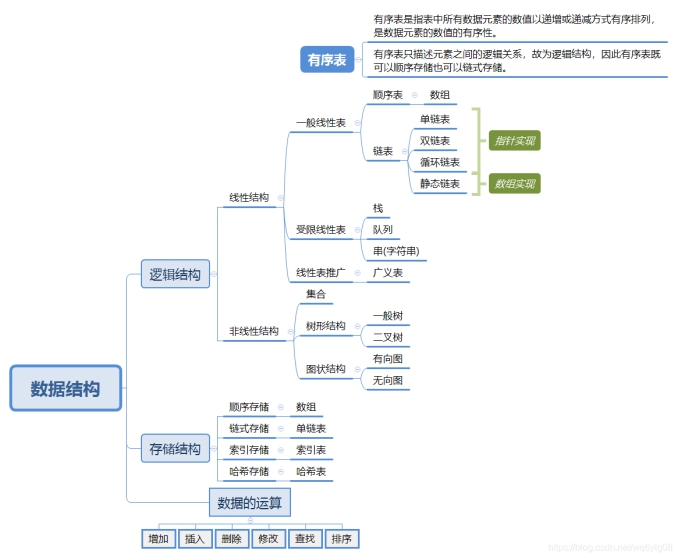 有序表是指表中所有数据元素的数值以递增或递减方式有序排列，
是数据元素的数值的有序性。
有序表
有序表只描述元素之间的逻辑关系，故为逻辑结构，因此有序表既
可以顺序存储也可以链式存储。
顺序表
数组
一般线性表
单链表
双链表
指针实现
链表
循环链表
静态链表
数组实现
线性结构
栈
受限线性表
队列
串(字符串)
逻辑结构
线性表推广
广义表
集合
非线性结构
树形结构
一般树
二叉树
图状结构
有向图
无向图
数据结构
顺序存储
数组
链式存储
单链表
存储结构
索引存储
索引表
哈希存储
哈希表
数据的运算
增加
插入
删除
修改
查找
排序